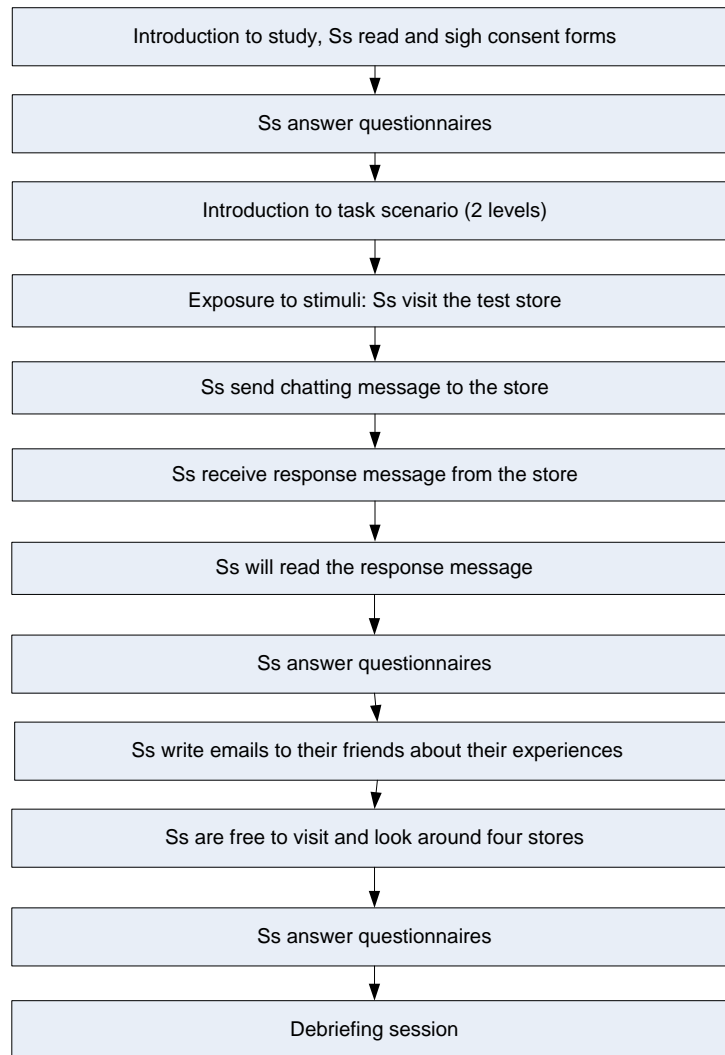 Introduction to study, Ss read and sigh consent forms
Ss answer questionnaires
Introduction to task scenario (2 levels)
Exposure to stimuli: Ss visit the test store
Ss send chatting message to the store
Ss receive response message from the store
Ss will read the response message
Ss answer questionnaires
Ss write emails to their friends about their experiences
Ss are free to visit and look around four stores
Ss answer questionnaires
Debriefing session